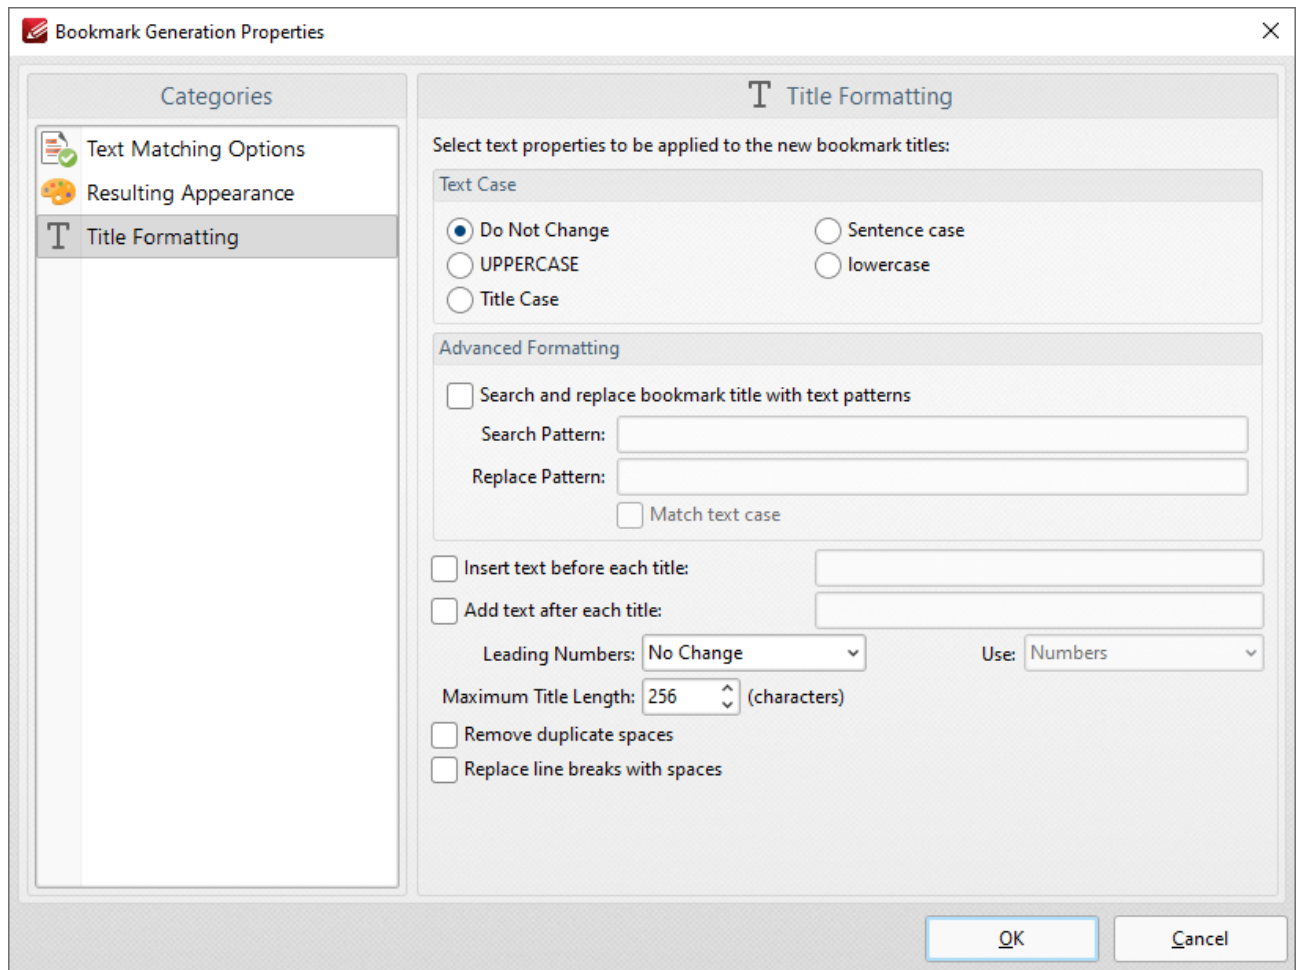 Bookmark Generation Properties
Categories
Text Matching Options
Resulting Appearance
Title Formatting
Title Formatting
Select text properties to be applied to the new bookmark titles:
Text Case
Do Not Change
Sentence case
UPPERCASE
lowercase
Title Case
Advanced Formatting
Search and replace bookmark title with text patterns
Search Pattern:
Replace Pattern:
Match text case
Insert text before each title:
Add text after each title:
Leading Numbers: No Change Use: Numbers
Maximum Title Length: 256 (characters)
Remove duplicate spaces
Replace line breaks with spaces
OK Cancel